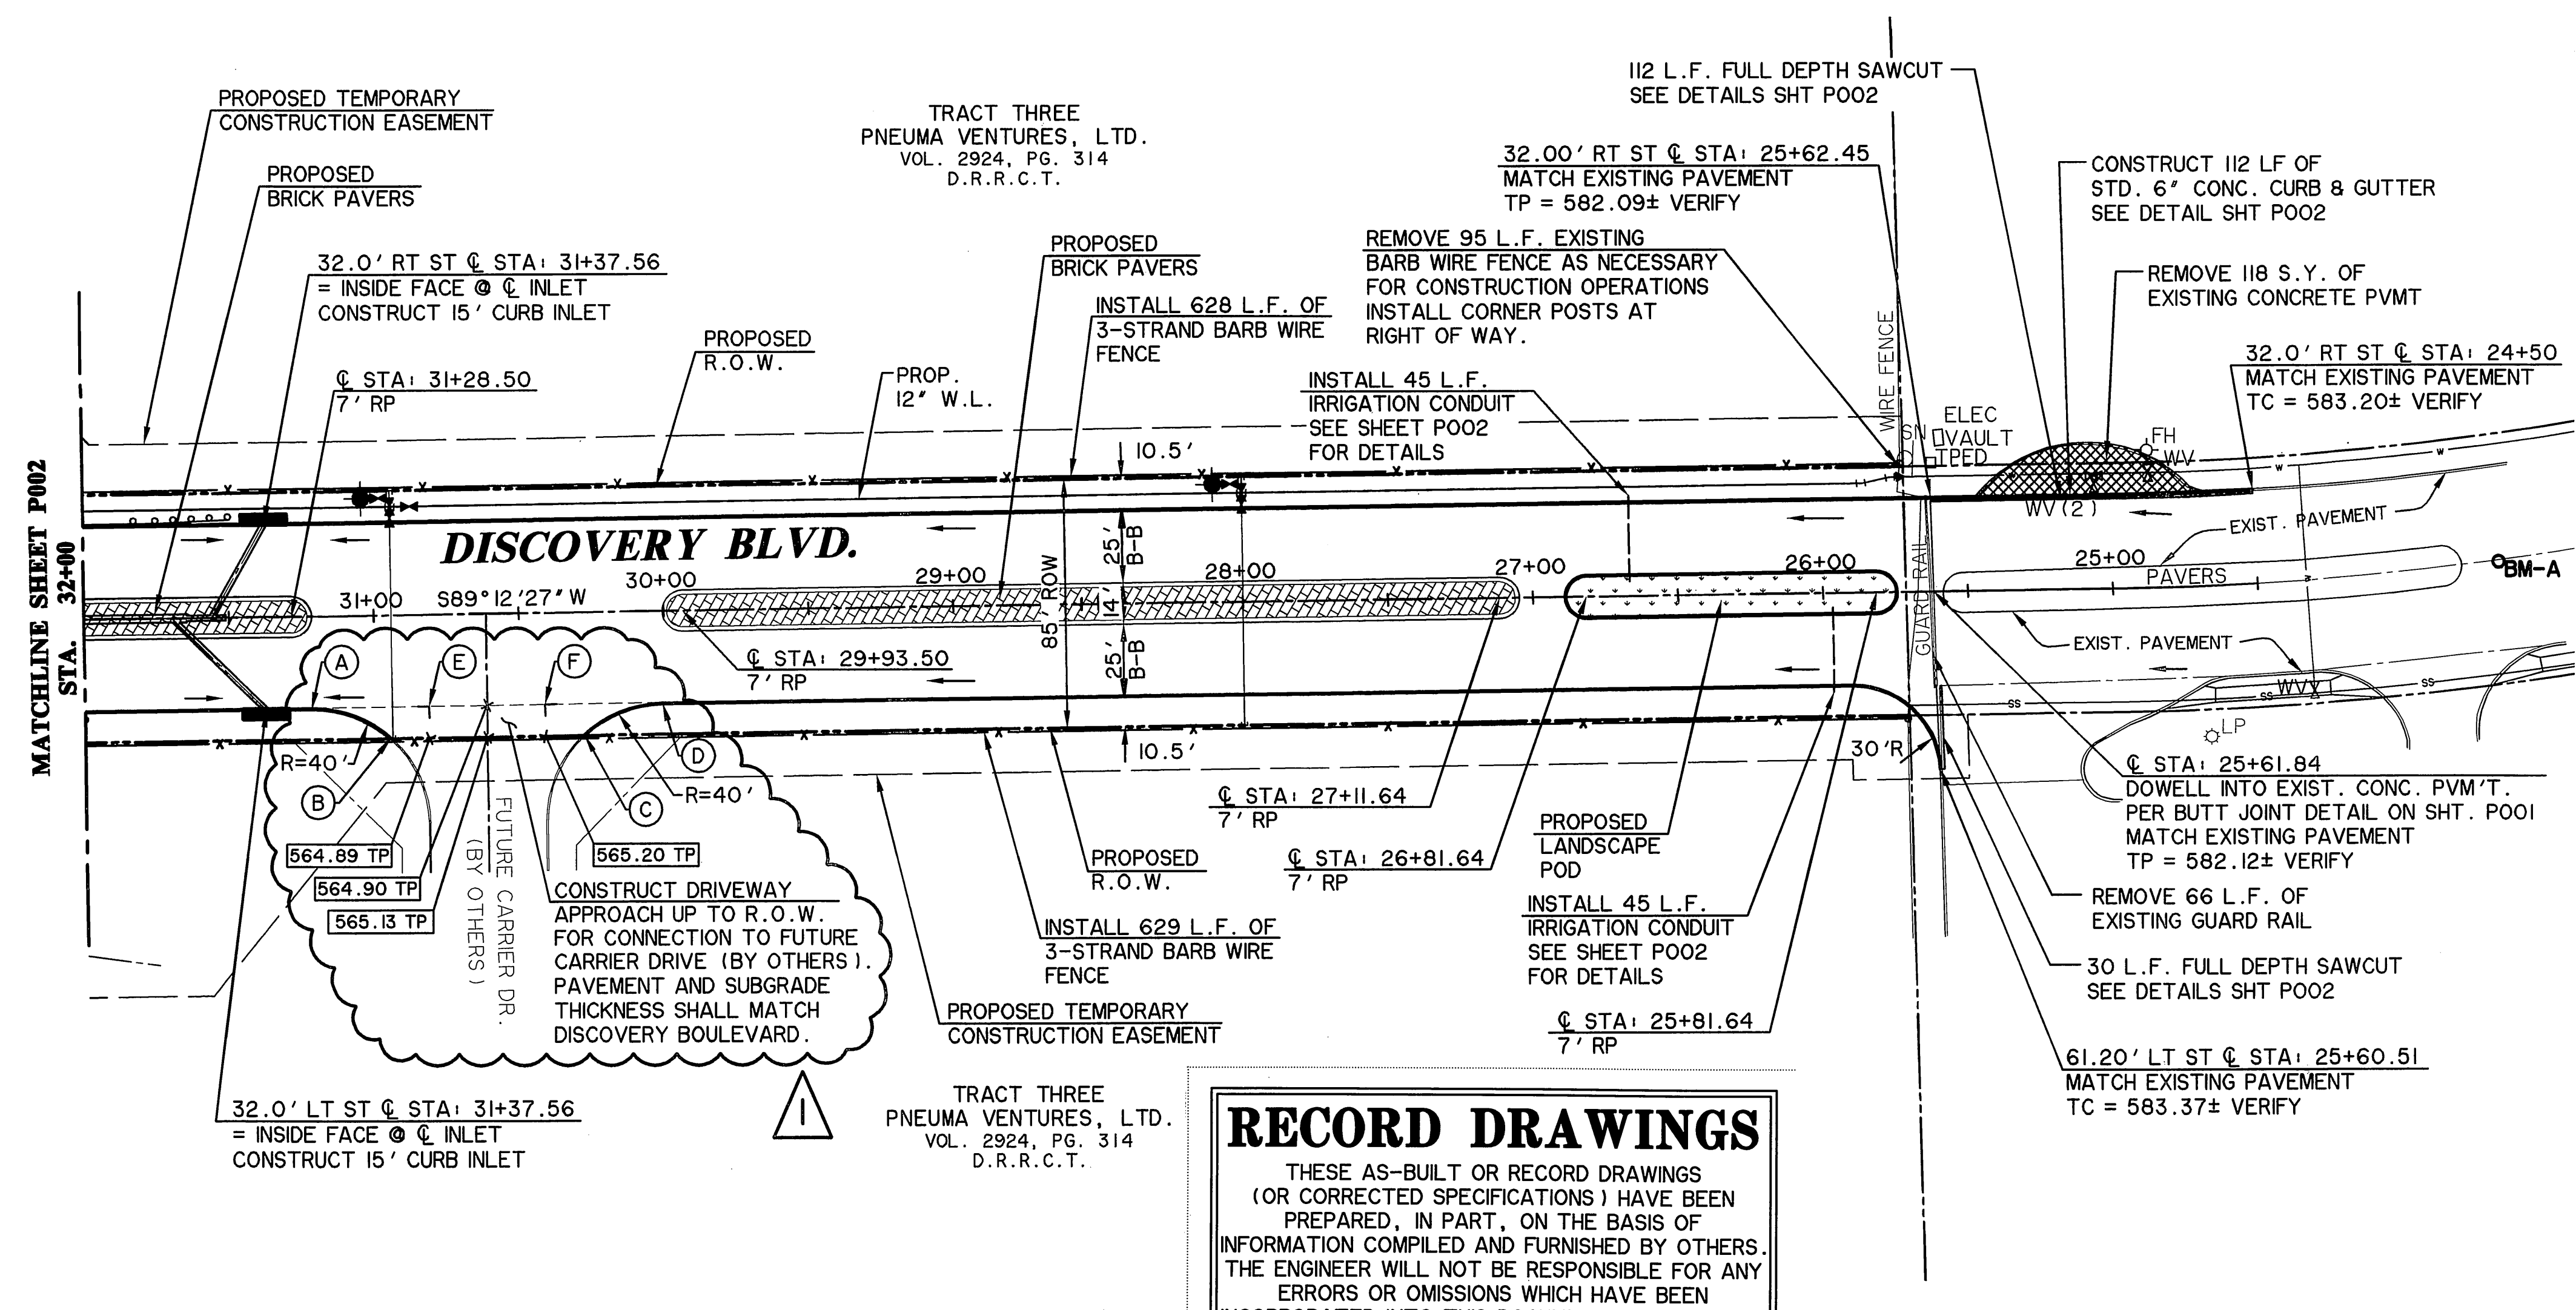 PROPOSED TEMPORARY
CONSTRUCTION EASEMENT
PROPOSED
BRICK PAVERS
32.0' RT ST ℄ STA: 31+37.56
= INSIDE FACE @ ℄ INLET
CONSTRUCT 15' CURB INLET
℄ STA: 31+28.50
7' RP
TRACT THREE
PNEUMA VENTURES, LTD.
VOL. 2924, PG. 314
D.R.R.C.T.
PROPOSED
R.O.W.
PROP.
12" W.L.
PROPOSED
BRICK PAVERS
INSTALL 628 L.F. OF
3-STRAND BARB WIRE
FENCE
112 L.F. FULL DEPTH SAWCUT
SEE DETAILS SHT P002
32.00' RT ST ℄ STA: 25+62.45
MATCH EXISTING PAVEMENT
TP = 582.09± VERIFY
REMOVE 95 L.F. EXISTING
BARB WIRE FENCE AS NECESSARY
FOR CONSTRUCTION OPERATIONS
INSTALL CORNER POSTS AT
RIGHT OF WAY.
INSTALL 45 L.F.
IRRIGATION CONDUIT
SEE SHEET P002
FOR DETAILS
CONSTRUCT 112 LF OF
STD. 6" CONC. CURB & GUTTER
SEE DETAIL SHT P002
REMOVE 118 S.Y. OF
EXISTING CONCRETE PVMT
32.0' RT ST ℄ STA: 24+50
MATCH EXISTING PAVEMENT
TC = 583.20± VERIFY
WIRE FENCE
SN
ELEC
VAULT
TPED
FH
WV
WV(2)
10.5'
MATCHLINE SHEET P002
STA. 32+00
DISCOVERY BLVD.
31+00
S89°12'27" W
30+00
29+00
28+00
27+00
26+00
25+00
25'
B-B
14'
85' ROW
25'
B-B
GUARD RAIL
PAVERS
EXIST. PAVEMENT
EXIST. PAVEMENT
BM-A
W
W
W
SS
SS
SS
WV
LP
A
E
F
℄ STA: 29+93.50
7' RP
R=40'
B
D
C
R=40'
10.5'
30'R
564.89 TP
564.90 TP
565.13 TP
565.20 TP
FUTURE CARRIER DR.
(BY OTHERS)
CONSTRUCT DRIVEWAY
APPROACH UP TO R.O.W.
FOR CONNECTION TO FUTURE
CARRIER DRIVE (BY OTHERS).
PAVEMENT AND SUBGRADE
THICKNESS SHALL MATCH
DISCOVERY BOULEVARD.
1
32.0' LT ST ℄ STA: 31+37.56
= INSIDE FACE @ ℄ INLET
CONSTRUCT 15' CURB INLET
℄ STA: 27+11.64
7' RP
℄ STA: 26+81.64
7' RP
PROPOSED
R.O.W.
INSTALL 629 L.F. OF
3-STRAND BARB WIRE
FENCE
PROPOSED TEMPORARY
CONSTRUCTION EASEMENT
PROPOSED
LANDSCAPE
POD
INSTALL 45 L.F.
IRRIGATION CONDUIT
SEE SHEET P002
FOR DETAILS
℄ STA: 25+81.64
7' RP
℄ STA: 25+61.84
DOWELL INTO EXIST. CONC. PVM'T.
PER BUTT JOINT DETAIL ON SHT. P001
MATCH EXISTING PAVEMENT
TP = 582.12± VERIFY
REMOVE 66 L.F. OF
EXISTING GUARD RAIL
30 L.F. FULL DEPTH SAWCUT
SEE DETAILS SHT P002
61.20' LT ST ℄ STA: 25+60.51
MATCH EXISTING PAVEMENT
TC = 583.37± VERIFY
TRACT THREE
PNEUMA VENTURES, LTD.
VOL. 2924, PG. 314
D.R.R.C.T.
RECORD DRAWINGS
THESE AS-BUILT OR RECORD DRAWINGS
(OR CORRECTED SPECIFICATIONS) HAVE BEEN
PREPARED, IN PART, ON THE BASIS OF
INFORMATION COMPILED AND FURNISHED BY OTHERS.
THE ENGINEER WILL NOT BE RESPONSIBLE FOR ANY
ERRORS OR OMISSIONS WHICH HAVE BEEN